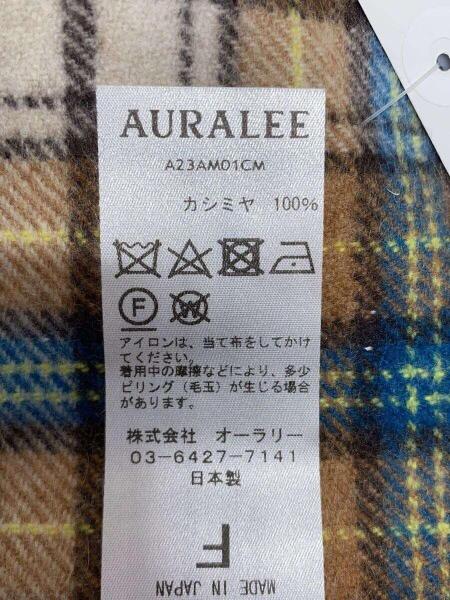 AURALEE
A23AM01CM
カシミヤ 100%
F W
アイロンは、当て布をしてかけ
てください。
着用中の摩擦などにより、多少
ピリング（毛玉）が生じる場合
があります。
株式会社 オーラリー
03-6427-7141
日本製
F
MADE IN JAPAN